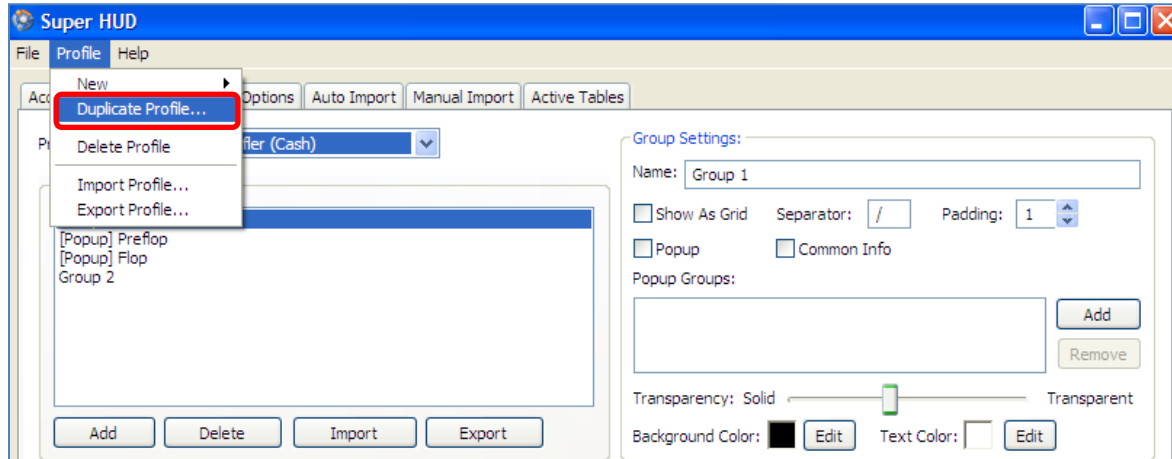 Super HUD
File Profile Help
New
Duplicate Profile...
Delete Profile
Import Profile...
Export Profile...
Options Auto Import Manual Import Active Tables
(Cash)
[Popup] Preflop
[Popup] Flop
Group 2
Add Delete Import Export
Group Settings:
Name: Group 1
Show As Grid Separator: / Padding: 1
Popup Common Info
Popup Groups:
Add
Remove
Transparency: Solid Transparent
Background Color: Edit Text Color: Edit